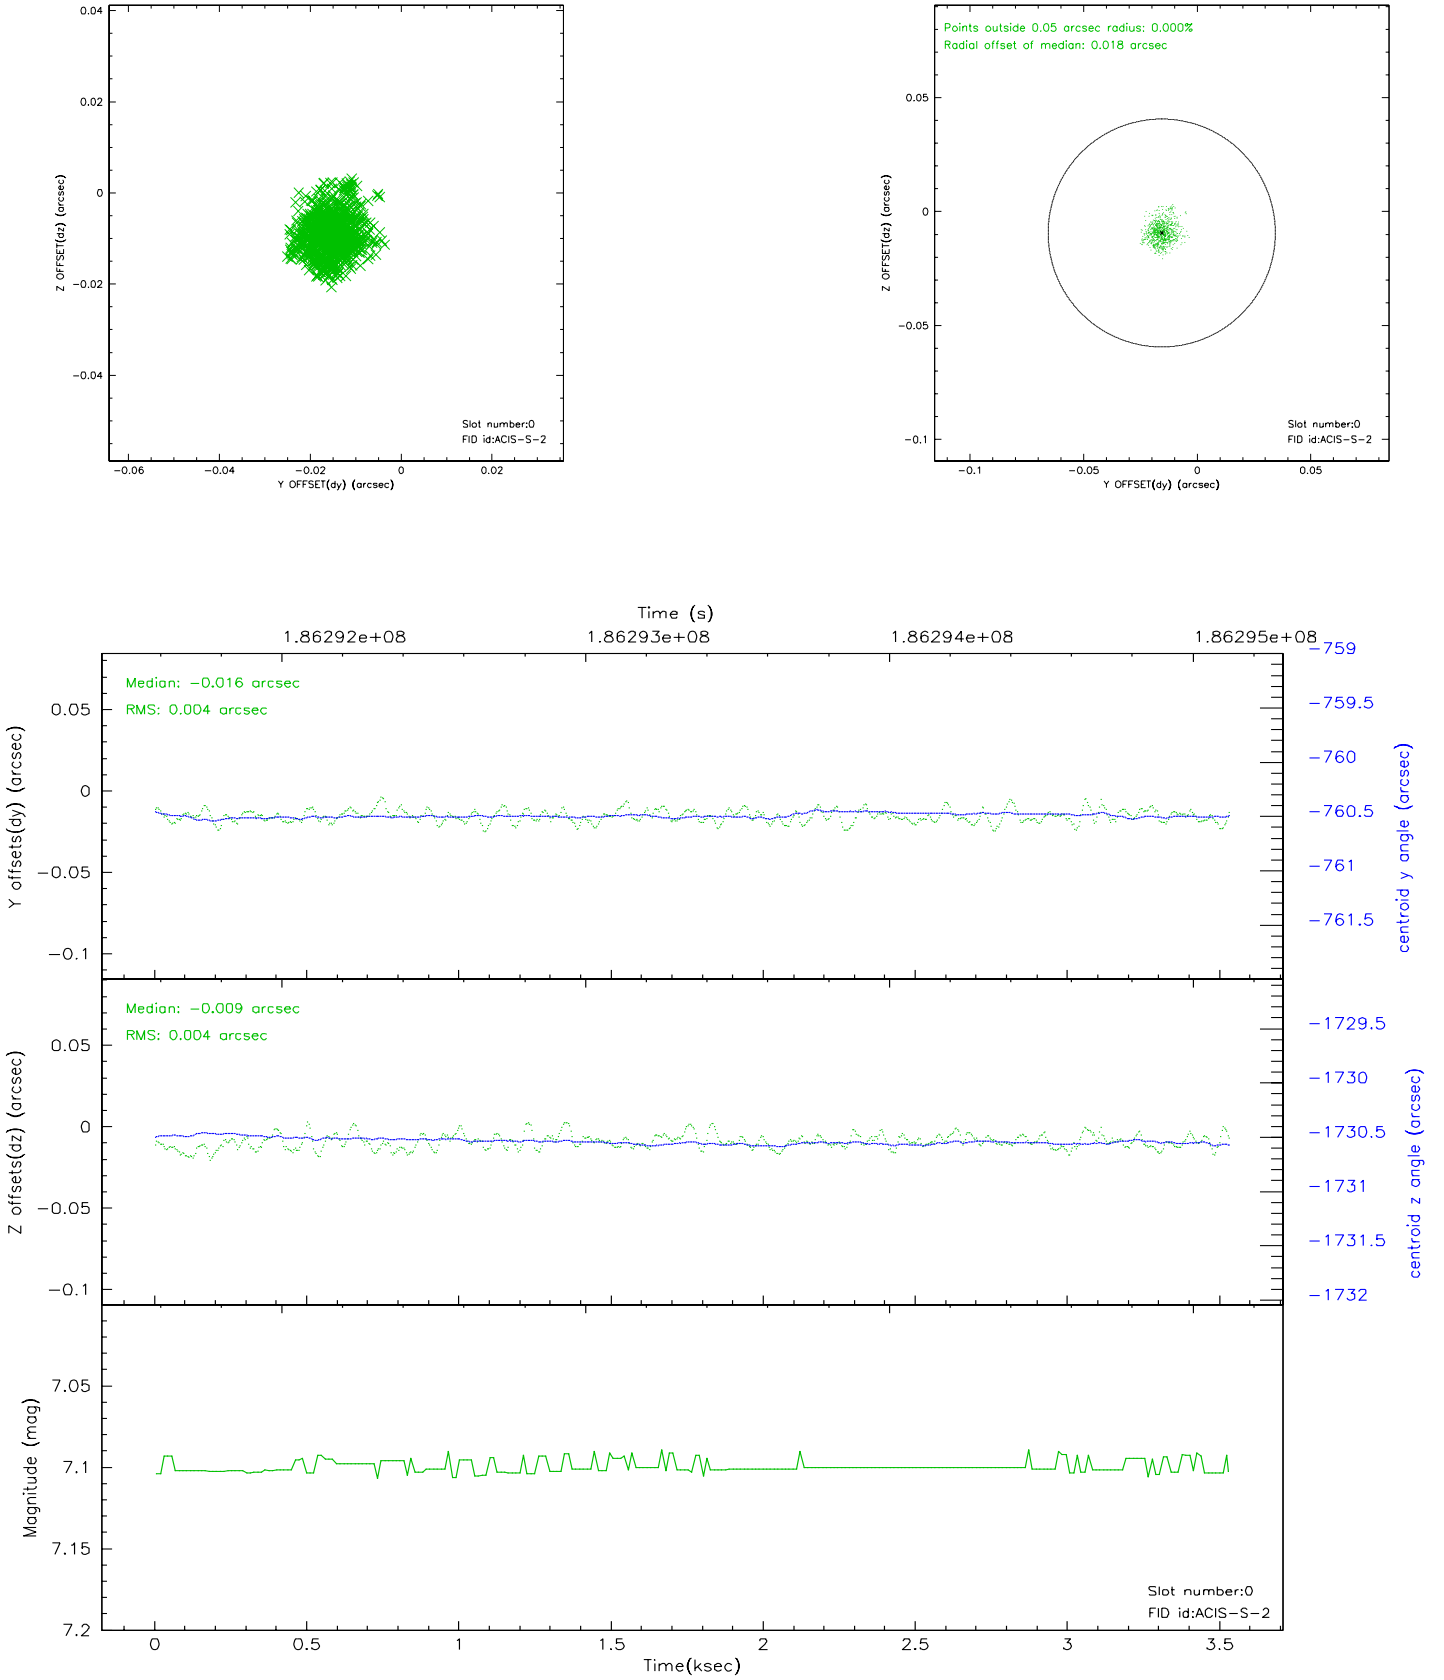 0.04
0.02
0
−0.02
−0.04
Z OFFSET(dz) (arcsec)
Slot number:0
FID id:ACIS−S−2
−0.06
−0.04
−0.02
0
0.02
Y OFFSET(dy) (arcsec)
Points outside 0.05 arcsec radius: 0.000%
Radial offset of median: 0.018 arcsec
0.05
0
−0.05
−0.1
Z OFFSET(dz) (arcsec)
Slot number:0
FID id:ACIS−S−2
−0.1
−0.05
0
0.05
Y OFFSET(dy) (arcsec)
Time (s)
1.86292e+08
1.86293e+08
1.86294e+08
1.86295e+08
Median: −0.016 arcsec
RMS: 0.004 arcsec
0.05
0
−0.05
−0.1
Y offsets(dy) (arcsec)
−759
−759.5
−760
−760.5
−761
−761.5
centroid y angle (arcsec)
Median: −0.009 arcsec
RMS: 0.004 arcsec
0.05
0
−0.05
−0.1
Z offsets(dz) (arcsec)
−1729.5
−1730
−1730.5
−1731
−1731.5
−1732
centroid z angle (arcsec)
7.05
7.1
7.15
7.2
Magnitude (mag)
Slot number:0
FID id:ACIS−S−2
0
0.5
1
1.5
2
2.5
3
3.5
Time(ksec)